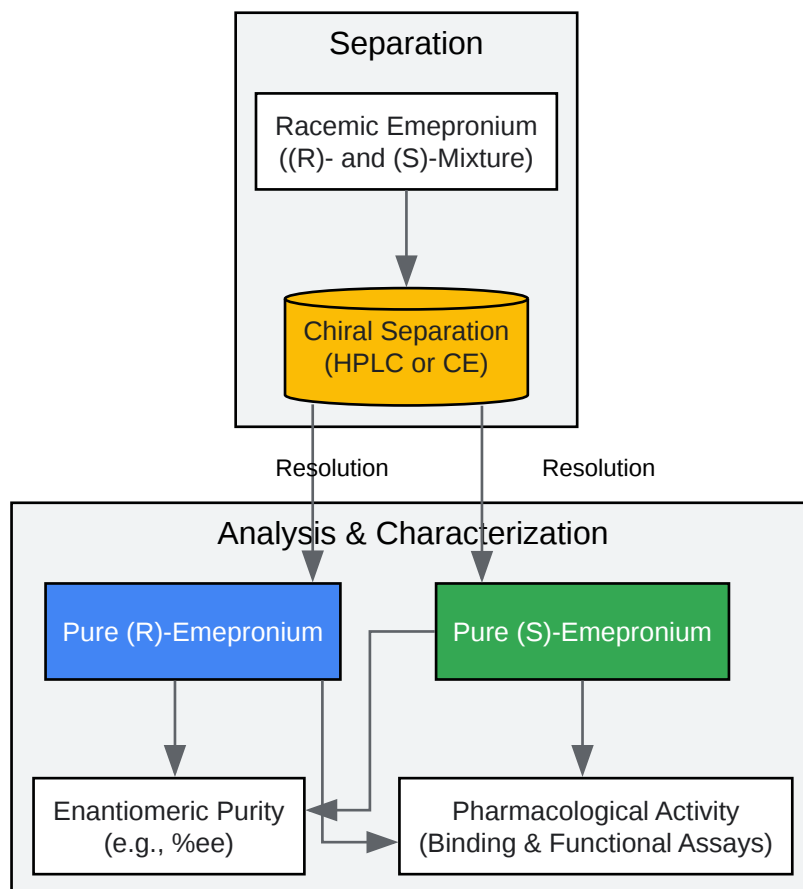 Separation
Racemic Emepronium
((R)- and (S)-Mixture)
Chiral Separation
(HPLC or CE)
Resolution
Resolution
Analysis & Characterization
Pure (R)-Emepronium
Pure (S)-Emepronium
Enantiomeric Purity
(e.g., %ee)
Pharmacological Activity
(Binding & Functional Assays)